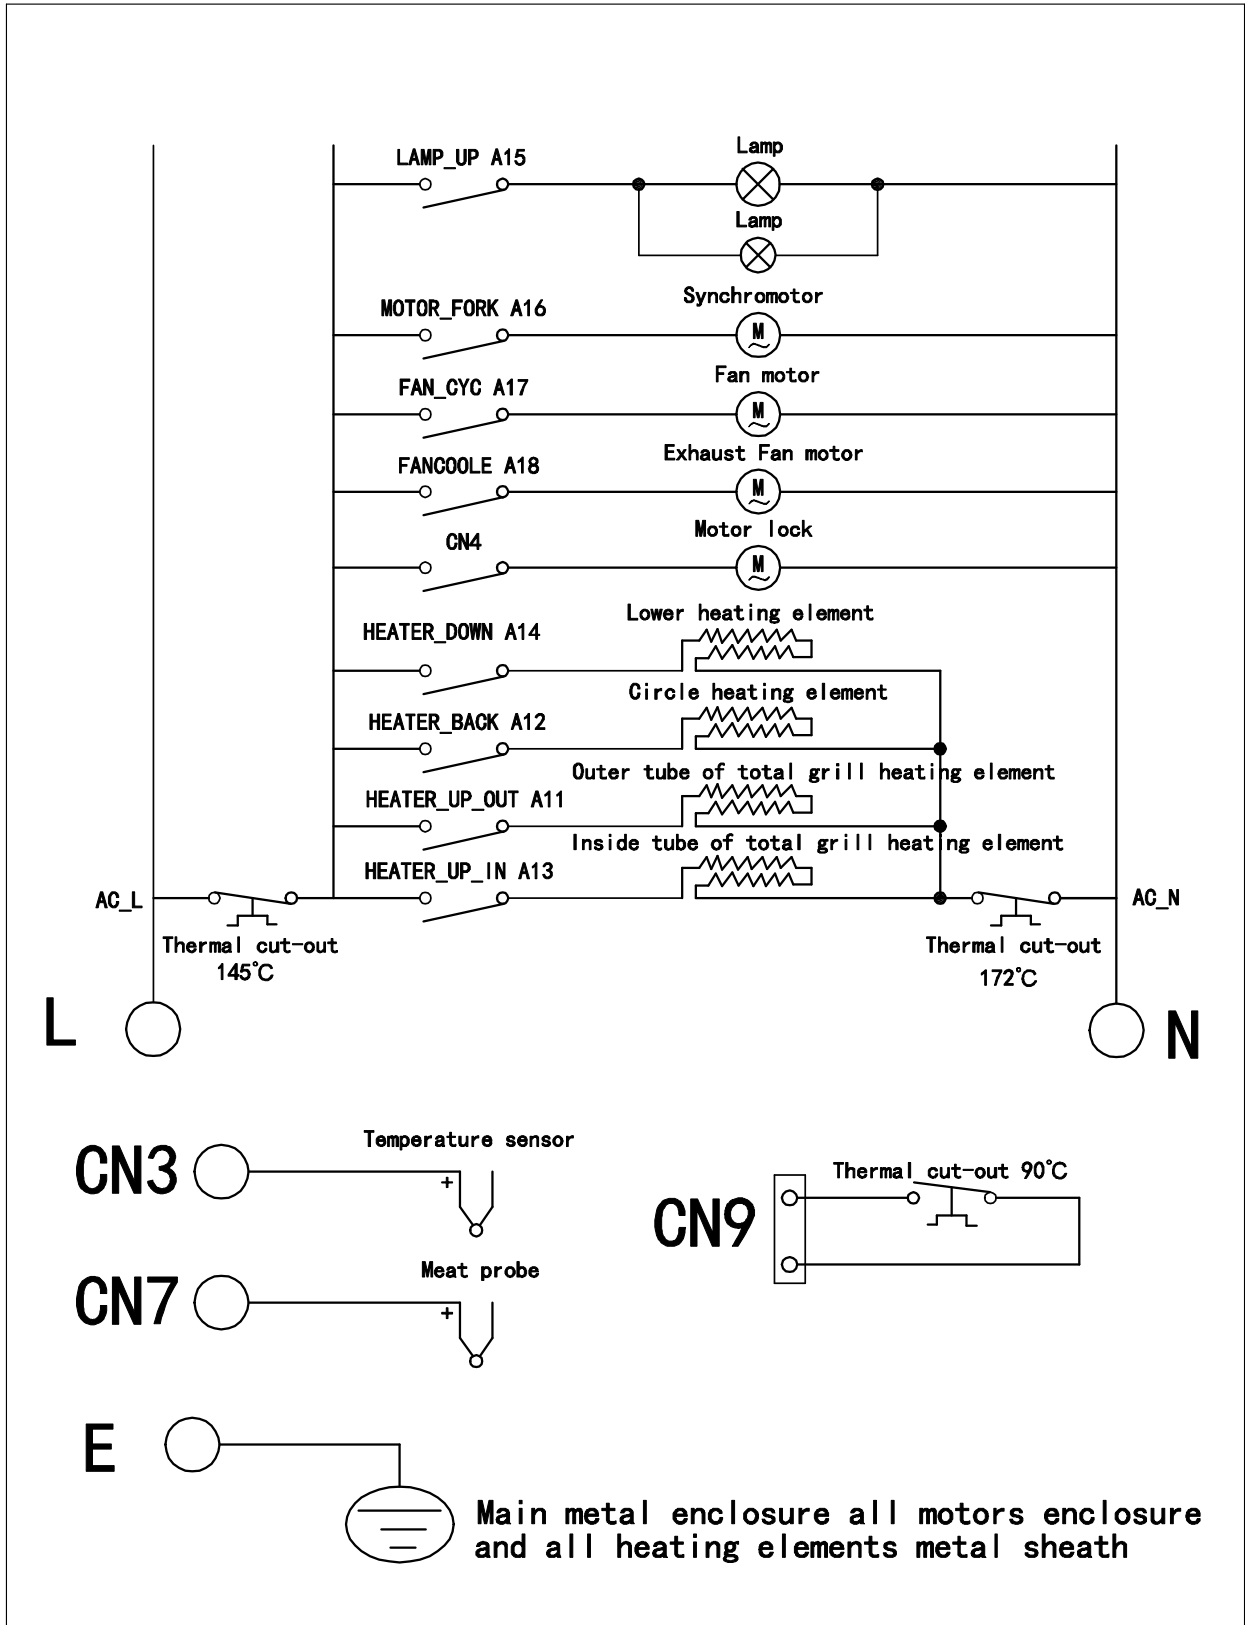 Lamp
LAMP_UP A15
Lamp
Synchromotor
MOTOR_FORK A16
M
Fan motor
FAN_CYC A17
M
Exhaust Fan motor
FANCOOLE A18
M
Motor lock
CN4
M
Lower heating element
HEATER_DOWN A14
Circle heating element
HEATER_BACK A12
Outer tube of total grill heating element
HEATER_UP_OUT A11
Inside tube of total grill heating element
HEATER_UP_IN A13
AC_L
AC_N
Thermal cut-out
145℃
Thermal cut-out
172℃
L
N
Temperature sensor
CN3
+
Thermal cut-out 90℃
CN9
Meat probe
CN7
+
E
Main metal enclosure all motors enclosure
and all heating elements metal sheath